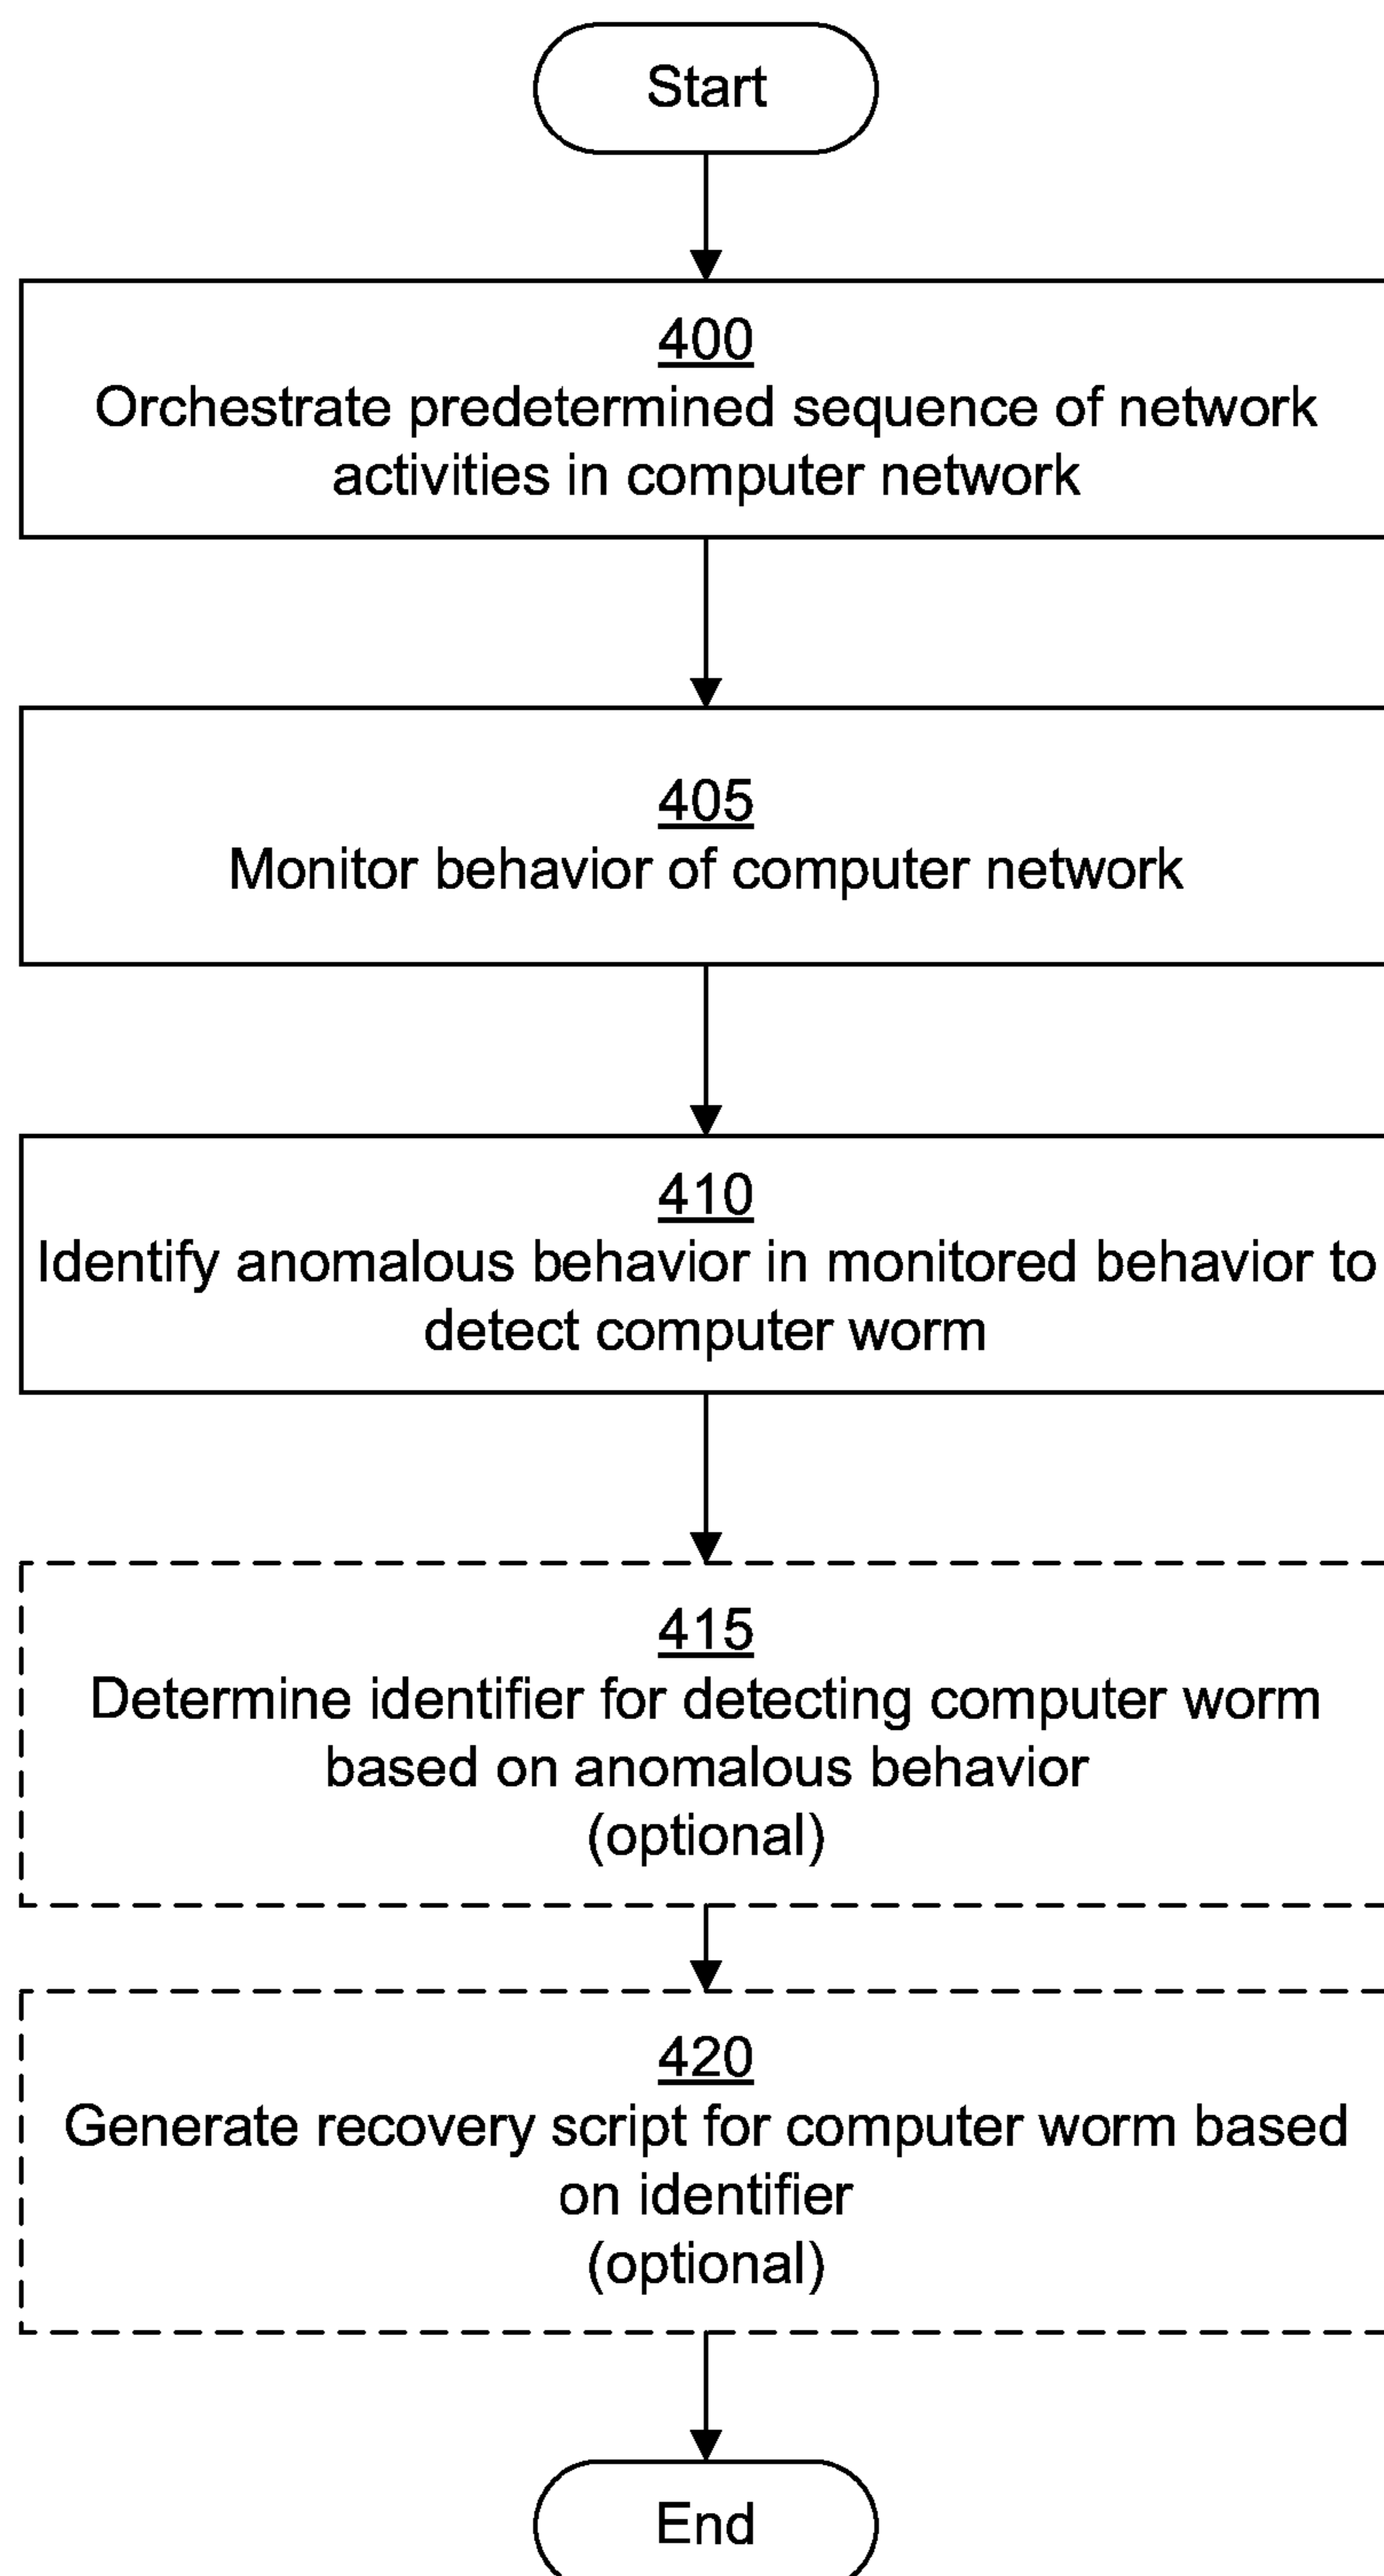 Start
400
Orchestrate predetermined sequence of network
activities in computer network
405
Monitor behavior of computer network
410
Identify anomalous behavior in monitored behavior to
detect computer worm
415
Determine identifier for detecting computer worm
based on anomalous behavior
(optional)
420
Generate recovery script for computer worm based
on identifier
(optional)
End